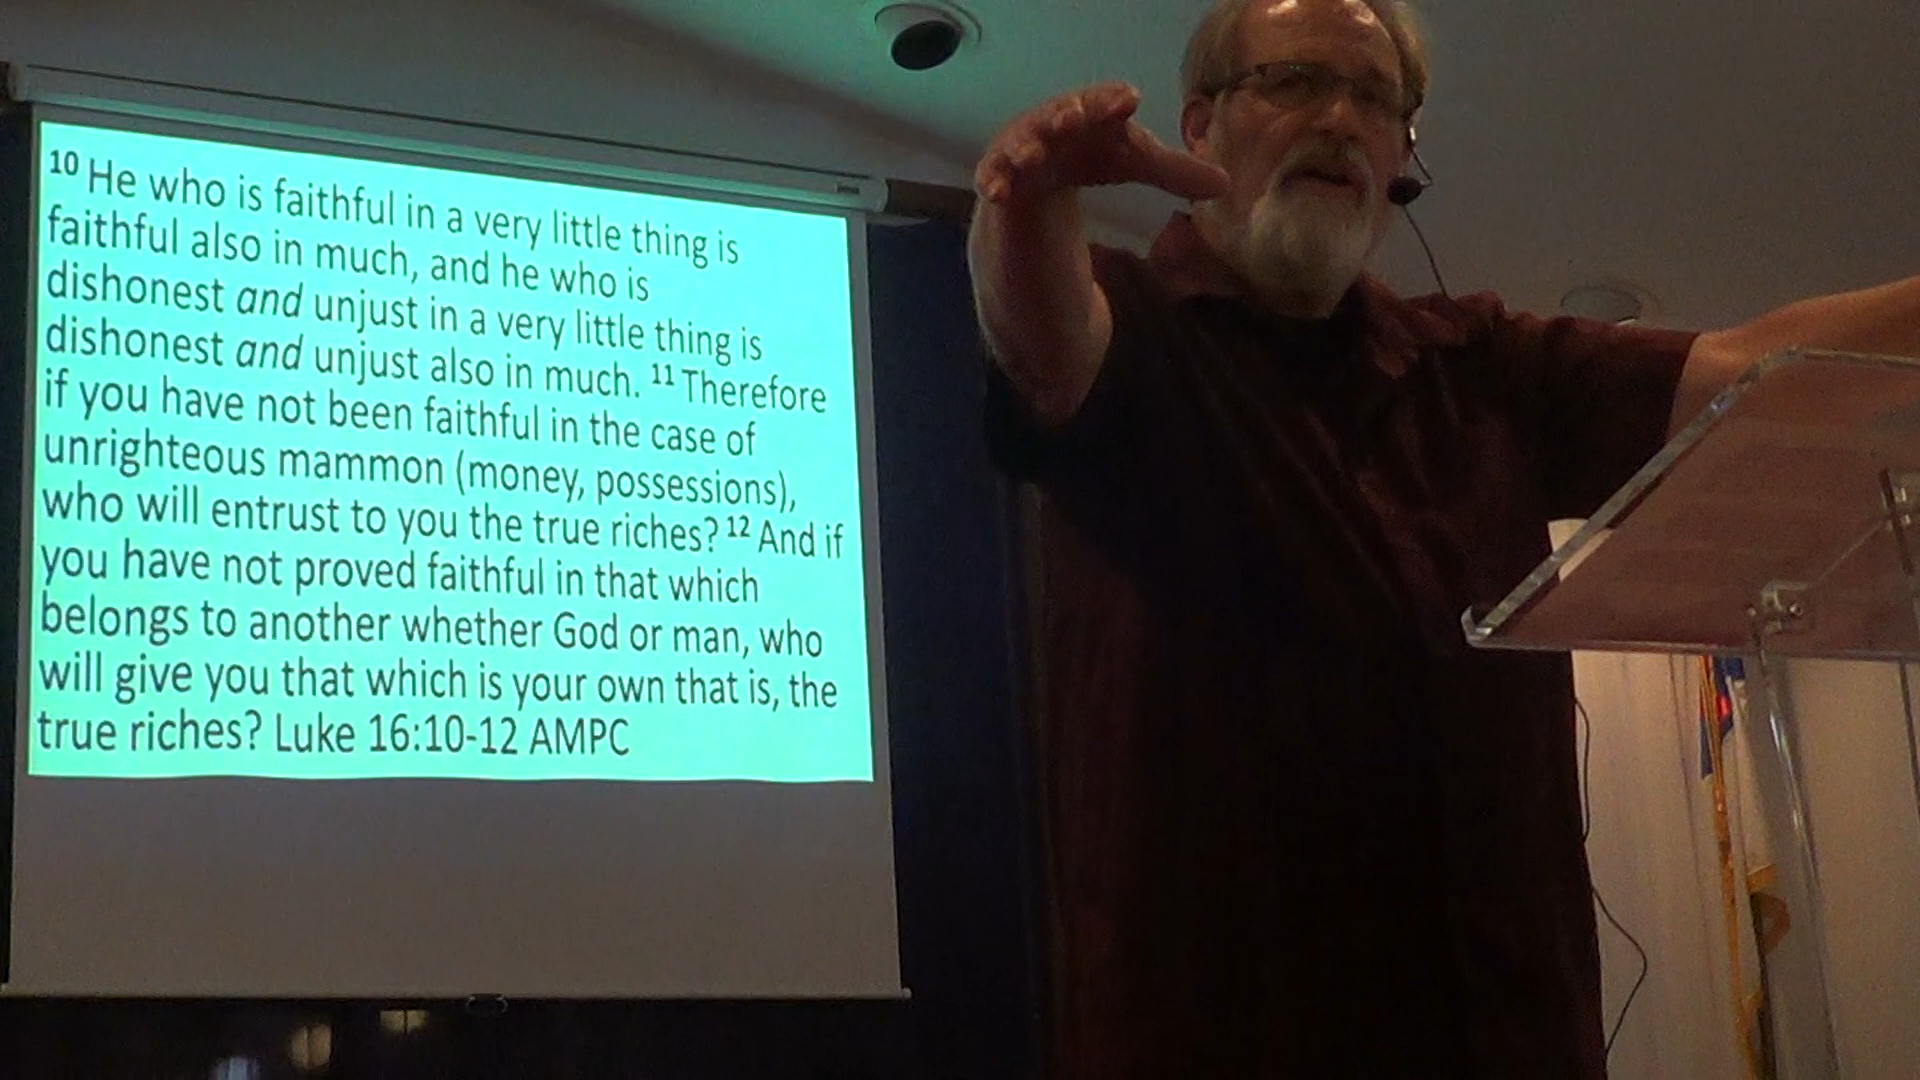 10 He who is faithful in a very little thing is
faithful also in much, and he who is
dishonest and unjust in a very little thing is
dishonest and unjust also in much. 11 Therefore
if you have not been faithful in the case of
unrighteous mammon (money, possessions),
who will entrust to you the true riches? 12 And if
you have not proved faithful in that which
belongs to another whether God or man, who
will give you that which is your own that is, the
true riches? Luke 16:10-12 AMPC